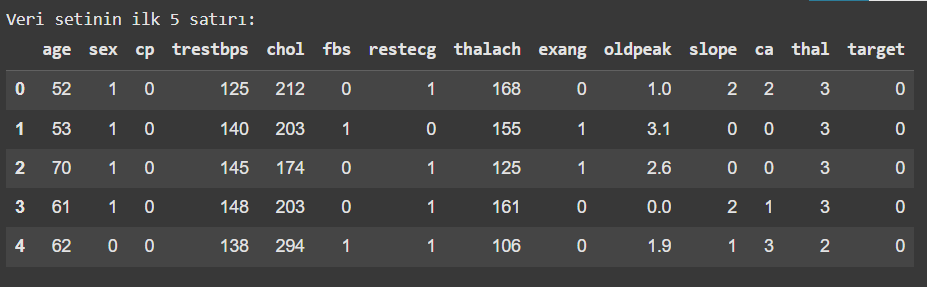 Veri setinin ilk 5 satırı:
age sex cp trestbps chol fbs restecg thalach exang oldpeak slope ca thal target
0 52 1 0 125 212 0 1 168 0 1.0 2 2 3 0
1 53 1 0 140 203 1 0 155 1 3.1 0 0 3 0
2 70 1 0 145 174 0 1 125 1 2.6 0 0 3 0
3 61 1 0 148 203 0 1 161 0 0.0 2 1 3 0
4 62 0 0 138 294 1 1 106 0 1.9 1 3 2 0